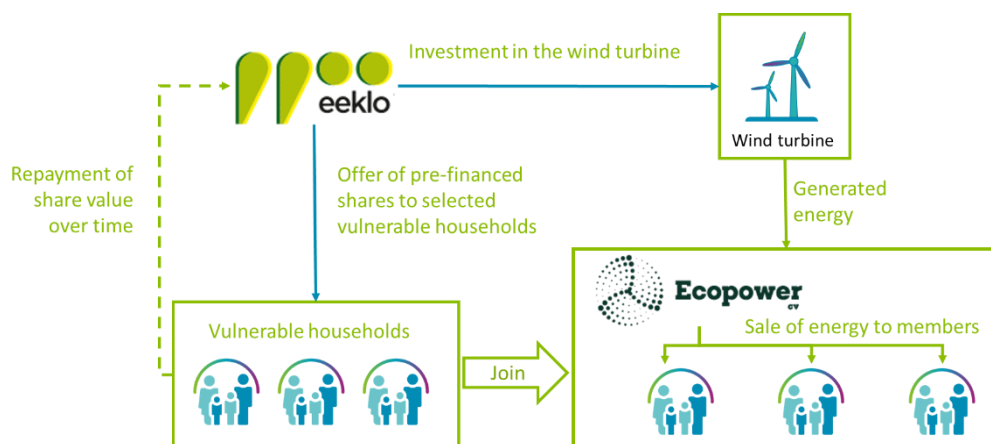 Investment in the wind turbine
eeklo
Wind turbine
Repayment of
share value
over time
Offer of pre-financed
shares to selected
vulnerable households
Generated
energy
Ecopower
CV
Vulnerable households
Sale of energy to members
Join